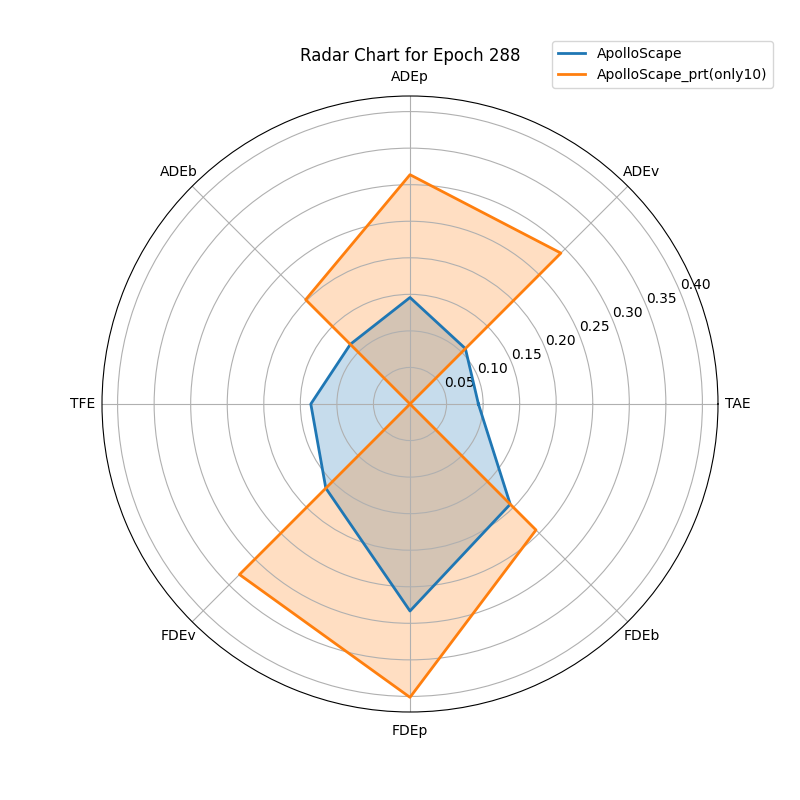 Radar Chart for Epoch 288
ApolloScape
ApolloScape_prt(only10)
ADEp
ADEb
ADEv
0.40
0.35
0.30
0.25
0.20
0.15
0.10
0.05
TFE
TAE
FDEv
FDEb
FDEp